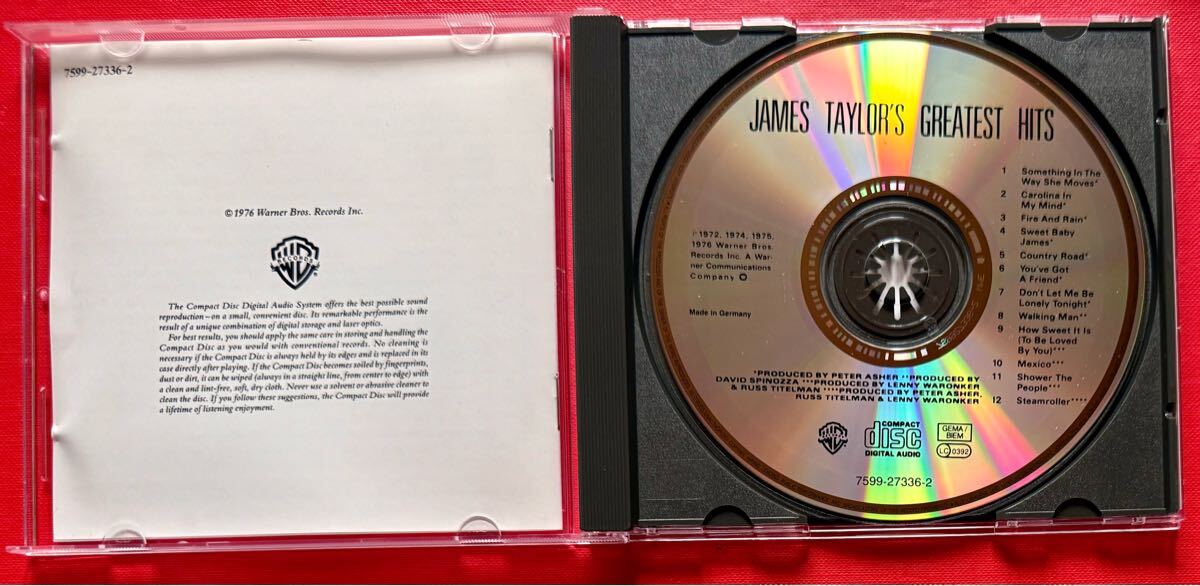 7599-27336-2
© 1976 Warner Bros. Records Inc.
RECORDS
The Compact Disc Digital Audio System offers the best possible sound
reproduction–on a small, convenient disc. Its remarkable performance is the
result of a unique combination of digital storage and laser optics.
For best results, you should apply the same care in storing and handling the
Compact Disc as you would with conventional records. No cleaning is
necessary if the Compact Disc is always held by its edges and is replaced in its
case directly after playing. If the Compact Disc becomes soiled by fingerprints,
dust or dirt, it can be wiped (always in a straight line, from center to edge) with
a clean and lint-free, soft, dry cloth. Never use a solvent or abrasive cleaner to
clean the disc. If you follow these suggestions, the Compact Disc will provide
a lifetime of listening enjoyment.
JAMES TAYLOR'S GREATEST HITS
1 Something In The
Way She Moves*
2 Carolina In
My Mind*
3 Fire And Rain*
4 Sweet Baby
James*
5 Country Road*
6 You've Got
A Friend*
7 Don't Let Me Be
Lonely Tonight*
8 Walking Man**
9 How Sweet It Is
(To Be Loved
By You)***
10 Mexico***
11 Shower The
People***
12 Steamroller****
℗ 1972, 1974, 1975,
1976 Warner Bros.
Records Inc. A War-
ner Communications
Company
Made in Germany
*PRODUCED BY PETER ASHER **PRODUCED BY
DAVID SPINOZZA ***PRODUCED BY LENNY WARONKER
& RUSS TITELMAN ****PRODUCED BY PETER ASHER,
RUSS TITELMAN & LENNY WARONKER
COMPACT
disc
DIGITAL AUDIO
GEMA/
BIEM
LC 0392
7599-27336-2